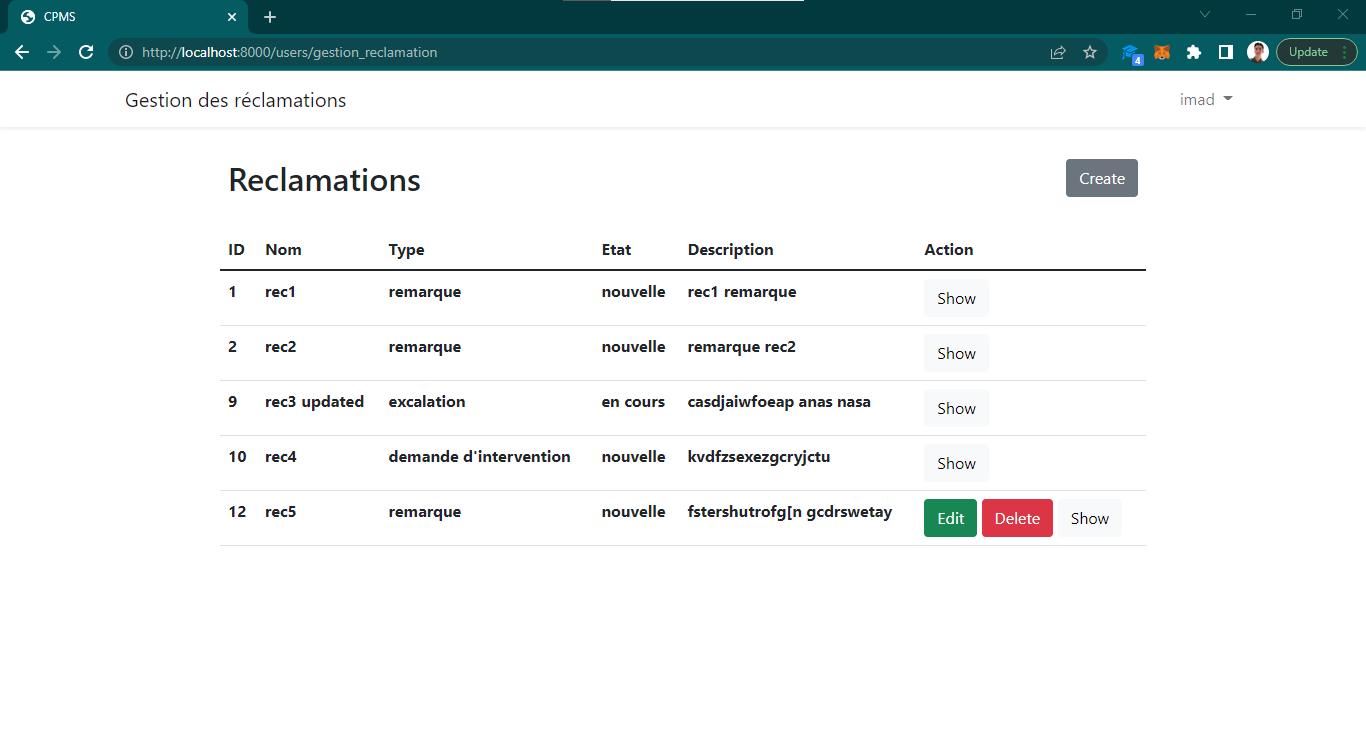 CPMS
http://localhost:8000/users/gestion_reclamation
4
Update
Gestion des réclamations
imad
Reclamations
Create
ID Nom Type Etat Description Action
1 rec1 remarque nouvelle rec1 remarque Show
2 rec2 remarque nouvelle remarque rec2 Show
9 rec3 updated excalation en cours casdjaiwfoeap anas nasa Show
10 rec4 demande d'intervention nouvelle kvdfzsexezgcryjctu Show
12 rec5 remarque nouvelle fstershutrofg[n gcdrswetay Edit Delete Show